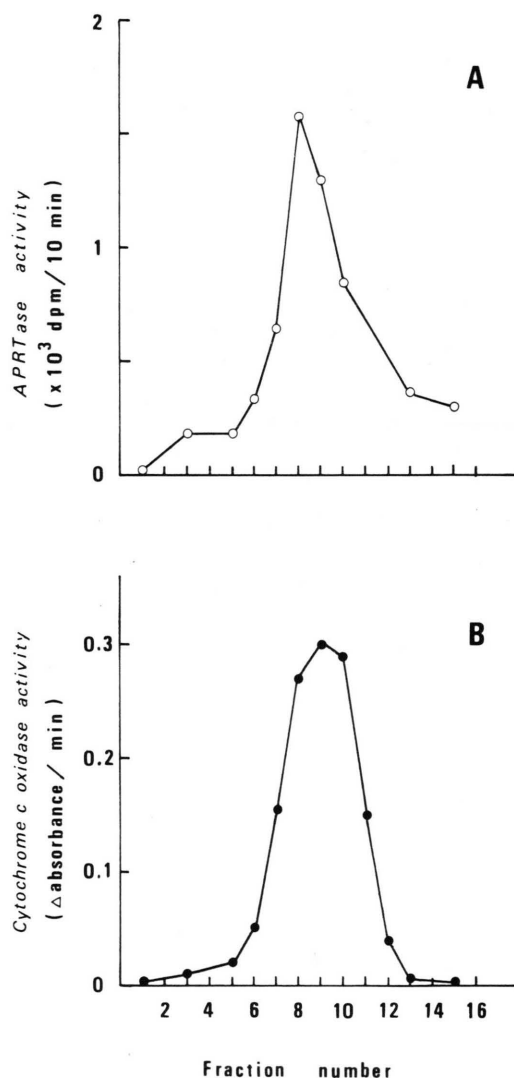 2
A
1
0
APRTase activity
( x10³ dpm/10 min )
0.3
B
0.2
0.1
0
Cytochrome c oxidase activity
( △absorbance/ min )
2 4 6 8 10 12 14 16
Fraction number